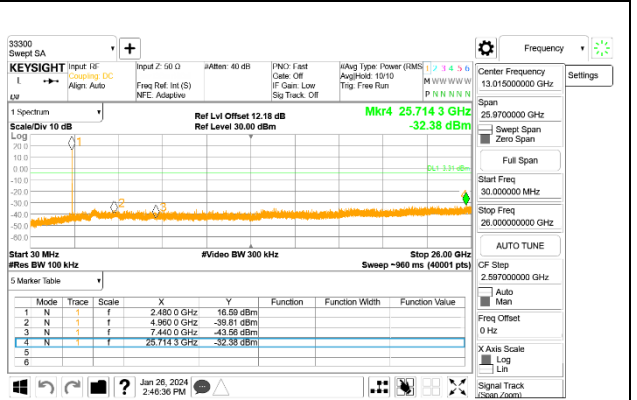 33300
Swept SA
Frequency
KEYSIGHT
L
Input: RF
Coupling: DC
Align: Auto
Input Z: 50 Ω
Freq Ref: Int (S)
NFE: Adaptive
#Atten: 40 dB
PNO: Fast
Gate: Off
IF Gain: Low
Sig Track: Off
#Avg Type: Power (RMS
Avg|Hold: 10/10
Trig: Free Run
1 2 3 4 5 6
M W W W W W
P N N N N N
Settings
1 Spectrum
Scale/Div 10 dB
Log
Ref Lvl Offset 12.18 dB
Ref Level 30.00 dBm
Mkr4 25.714 3 GHz
-32.38 dBm
20.0
10.0
0.00
-10.0
-20.0
-30.0
-40.0
-50.0
-60.0
1
2
3
Start 30 MHz
#Res BW 100 kHz
#Video BW 300 kHz
Stop 26.00 GHz
Sweep ~960 ms (40001 pts)
5 Marker Table
Mode Trace Scale X Y Function Function Width Function Value
1 N 1 f 2.480 0 GHz 16.59 dBm
2 N 1 f 4.960 0 GHz -39.81 dBm
3 N 1 f 7.440 0 GHz -43.56 dBm
4 N 1 f 25.714 3 GHz -32.38 dBm
5
6
Jan 26, 2024
2:46:36 PM
Center Frequency
13.015000000 GHz
Span
25.9700000 GHz
Swept Span
Zero Span
Full Span
Start Freq
30.000000 MHz
Stop Freq
26.000000000 GHz
AUTO TUNE
CF Step
2.597000000 GHz
Auto
Man
Freq Offset
0 Hz
X Axis Scale
Log
Lin
Signal Track
(Span Zoom)